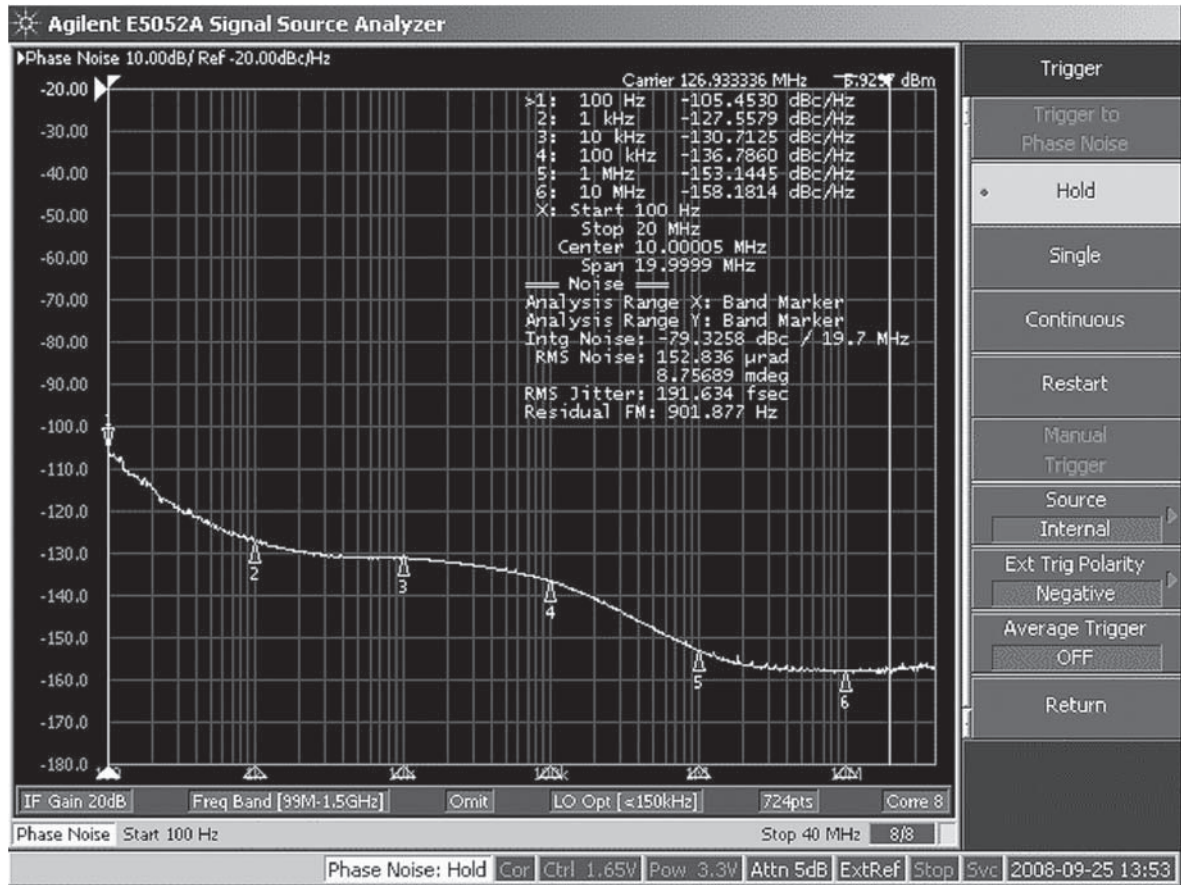 Agilent E5052A Signal Source Analyzer
Phase Noise 10.00dB/ Ref -20.00dBc/Hz
Carrier 126.933336 MHz dBm
-20.00
-30.00
-40.00
-50.00
-60.00
-70.00
-80.00
-90.00
-100.0
-110.0
-120.0
-130.0
-140.0
-150.0
-160.0
-170.0
-180.0
>1: 100 Hz -105.4530 dBc/Hz
2: 1 kHz -127.5579 dBc/Hz
3: 10 kHz -130.7125 dBc/Hz
4: 100 kHz -136.7860 dBc/Hz
5: 1 MHz -153.1445 dBc/Hz
6: 10 MHz -158.1814 dBc/Hz
X: Start 100 Hz
Stop 20 MHz
Center 10.00005 MHz
Span 19.9999 MHz
Noise
Analysis Range X: Band Marker
Analysis Range Y: Band Marker
Intg Noise: -79.3258 dBc / 19.7 MHz
RMS Noise: 152.836 µrad
8.75689 mdeg
RMS Jitter: 191.634 fsec
Residual FM: 901.877 Hz
1
2
3
4
5
6
IF Gain 20dB Freq Band [99M-1.5GHz] Omit LO Opt [<150kHz] 724pts Corre 8
Phase Noise Start 100 Hz Stop 40 MHz 8/8
Phase Noise: Hold Cor Ctrl 1.65V Pow 3.3V Attn 5dB ExtRef Stop Svc 2008-09-25 13:53
Trigger
Trigger to
Phase Noise
Hold
Single
Continuous
Restart
Manual
Trigger
Source
Internal
Ext Trig Polarity
Negative
Average Trigger
OFF
Return